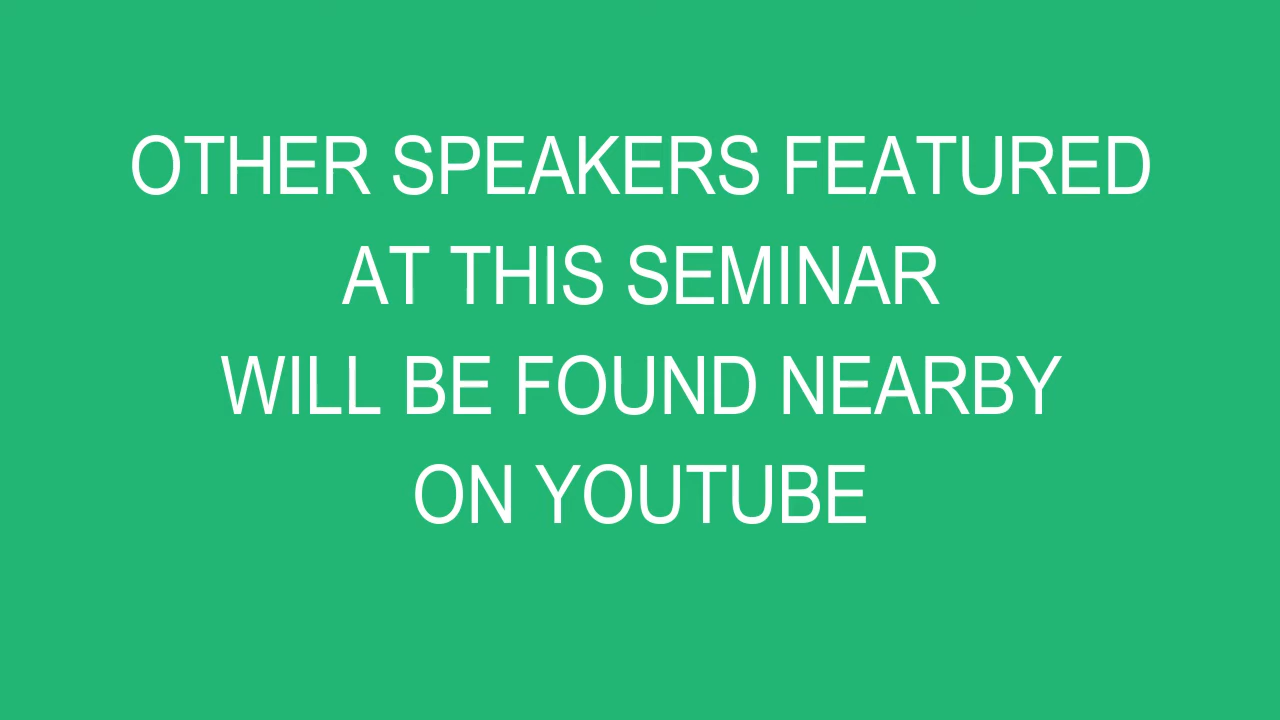 OTHER SPEAKERS FEATURED
AT THIS SEMINAR
WILL BE FOUND NEARBY
ON YOUTUBE